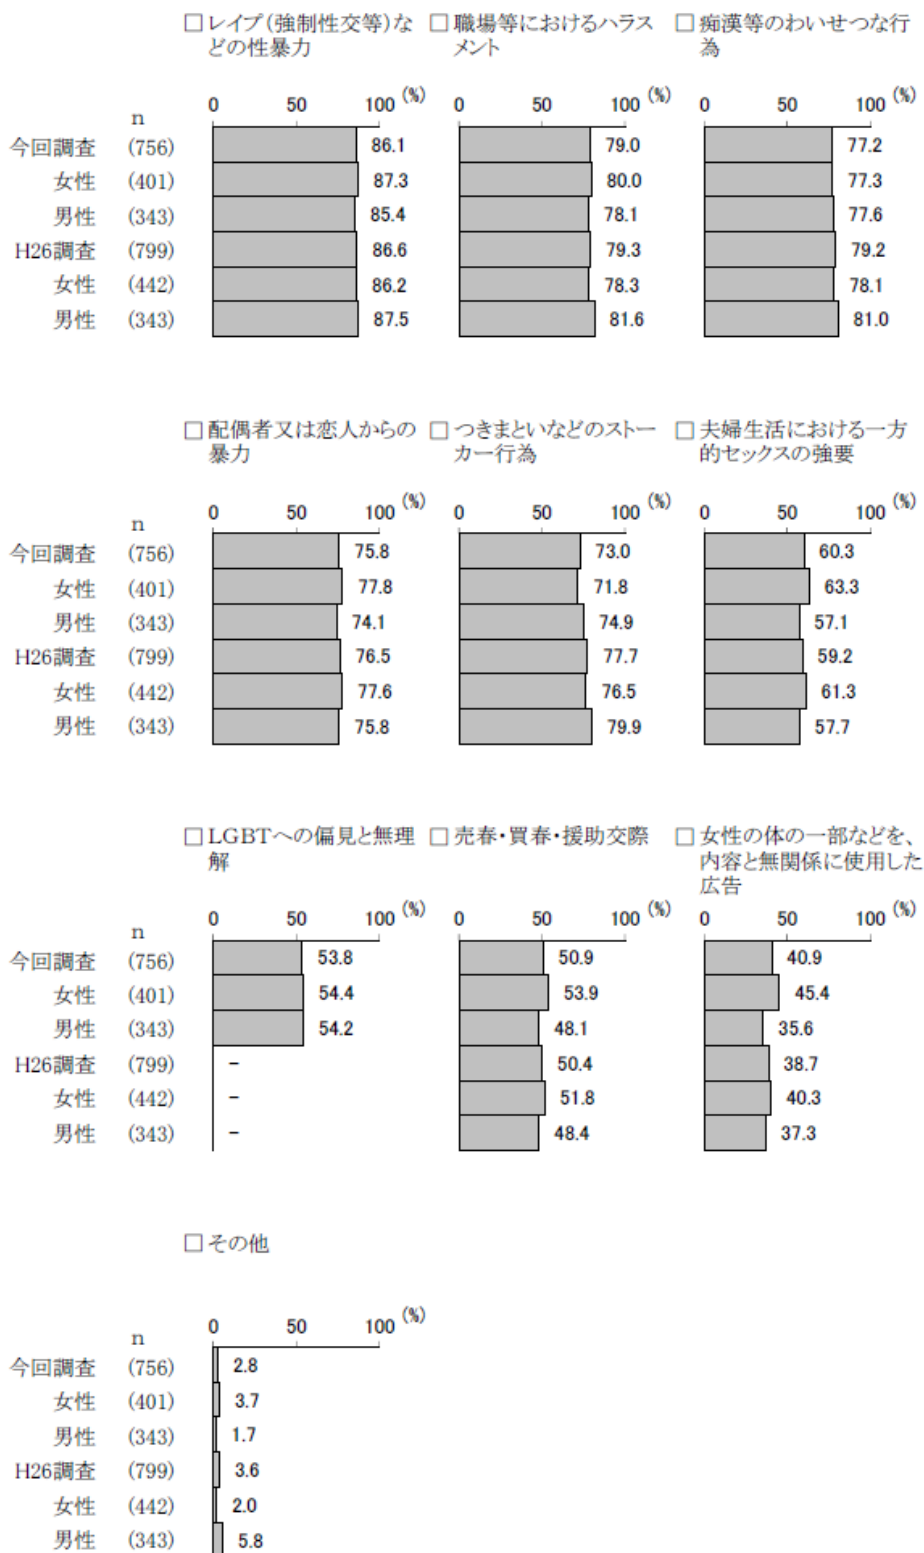 □ レイプ(強制性交等)な □ 職場等におけるハラス □ 痴漢等のわいせつな行
どの性暴力 メント 為
0 50 100 (%) 0 50 100 (%) 0 50 100 (%)
n
今回調査 (756) 86.1 79.0 77.2
女性 (401) 87.3 80.0 77.3
男性 (343) 85.4 78.1 77.6
H26調査 (799) 86.6 79.3 79.2
女性 (442) 86.2 78.3 78.1
男性 (343) 87.5 81.6 81.0
□ 配偶者又は恋人からの □ つきまといなどのストー □ 夫婦生活における一方
暴力 カー行為 的セックスの強要
0 50 100 (%) 0 50 100 (%) 0 50 100 (%)
n
今回調査 (756) 75.8 73.0 60.3
女性 (401) 77.8 71.8 63.3
男性 (343) 74.1 74.9 57.1
H26調査 (799) 76.5 77.7 59.2
女性 (442) 77.6 76.5 61.3
男性 (343) 75.8 79.9 57.7
□ LGBTへの偏見と無理 □ 売春・買春・援助交際 □ 女性の体の一部などを、
解 内容と無関係に使用した
広告
0 50 100 (%) 0 50 100 (%) 0 50 100 (%)
n
今回調査 (756) 53.8 50.9 40.9
女性 (401) 54.4 53.9 45.4
男性 (343) 54.2 48.1 35.6
H26調査 (799) - 50.4 38.7
女性 (442) - 51.8 40.3
男性 (343) - 48.4 37.3
□ その他
0 50 100 (%)
n
今回調査 (756) 2.8
女性 (401) 3.7
男性 (343) 1.7
H26調査 (799) 3.6
女性 (442) 2.0
男性 (343) 5.8